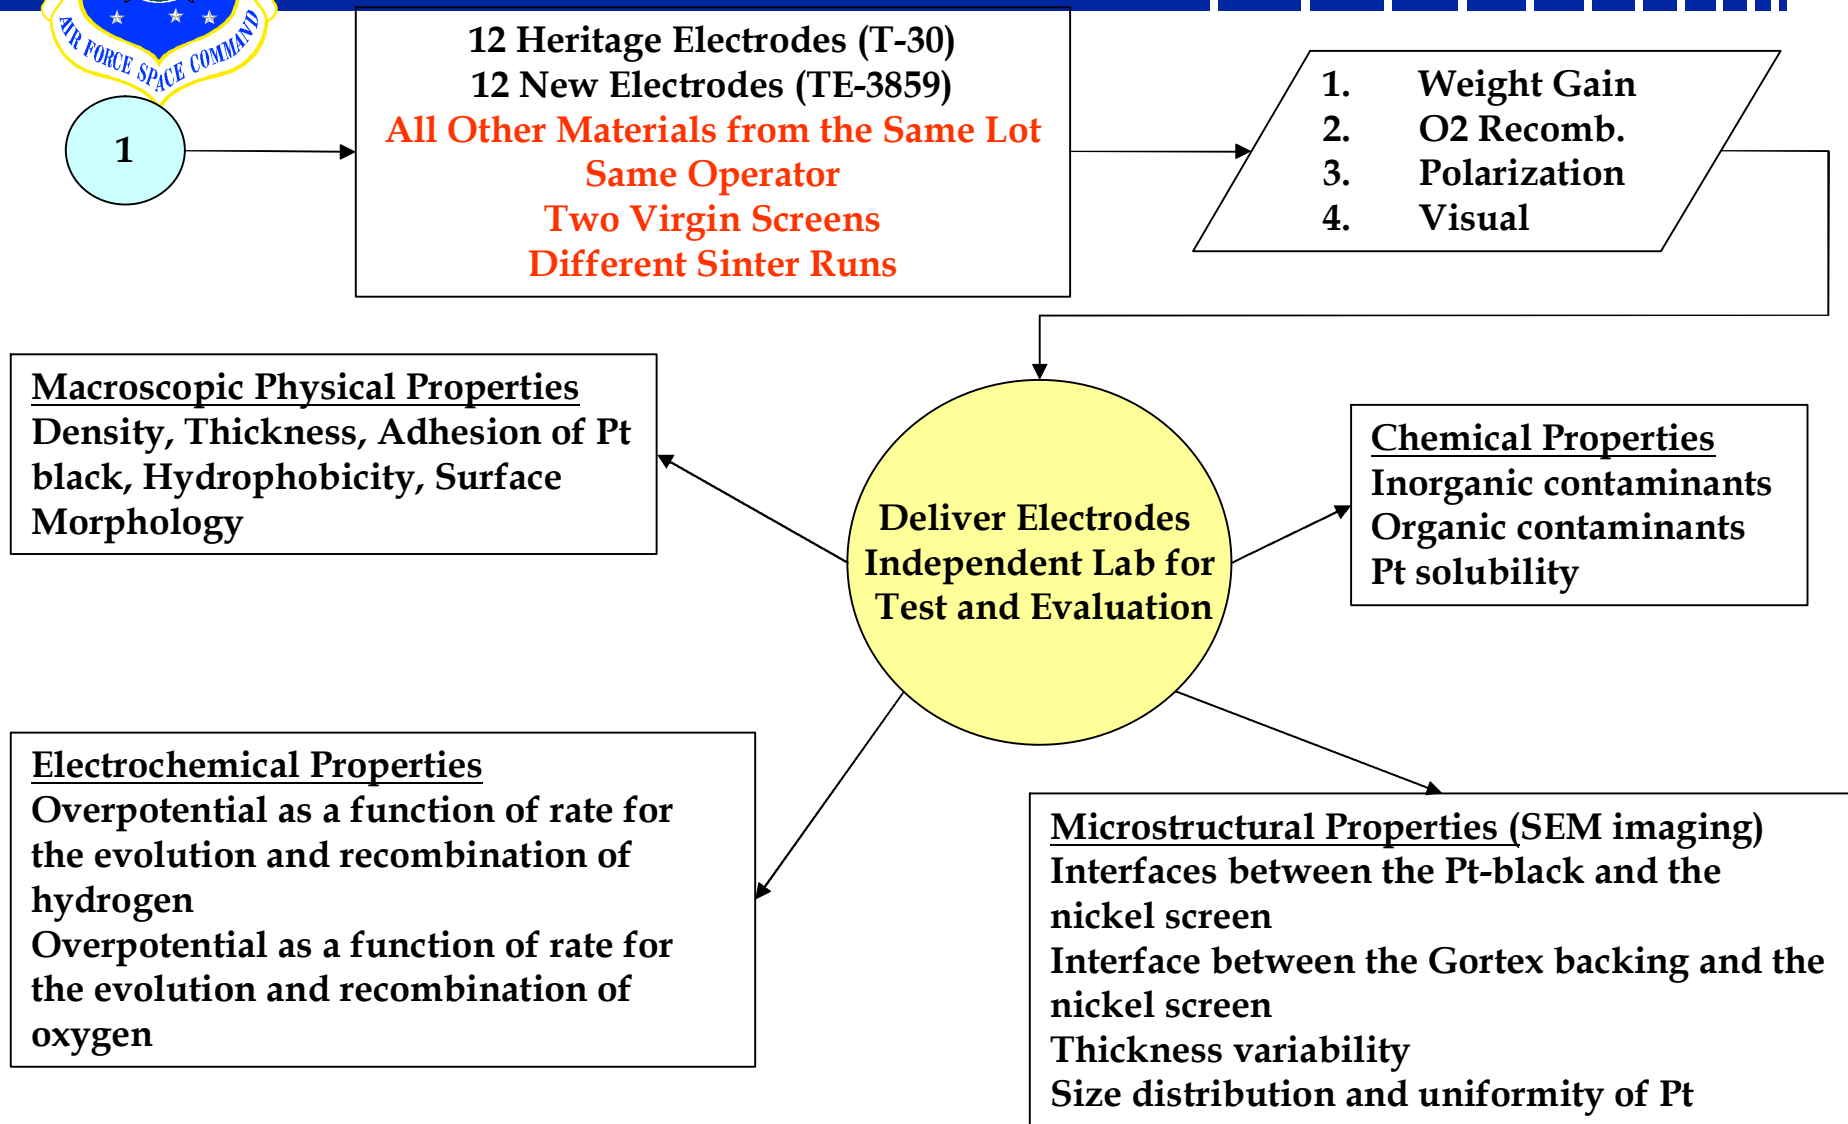 AIR FORCE SPACE COMMAND
1
12 Heritage Electrodes (T-30)
12 New Electrodes (TE-3859)
All Other Materials from the Same Lot
Same Operator
Two Virgin Screens
Different Sinter Runs
1. Weight Gain
2. O2 Recomb.
3. Polarization
4. Visual
Macroscopic Physical Properties
Density, Thickness, Adhesion of Pt
black, Hydrophobicity, Surface
Morphology
Deliver Electrodes
Independent Lab for
Test and Evaluation
Chemical Properties
Inorganic contaminants
Organic contaminants
Pt solubility
Electrochemical Properties
Overpotential as a function of rate for
the evolution and recombination of
hydrogen
Overpotential as a function of rate for
the evolution and recombination of
oxygen
Microstructural Properties (SEM imaging)
Interfaces between the Pt-black and the
nickel screen
Interface between the Gortex backing and the
nickel screen
Thickness variability
Size distribution and uniformity of Pt